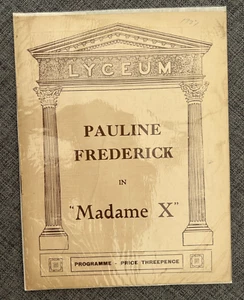 LYCEUM
PAULINE
FREDERICK
IN
"Madame X"
PROGRAMME - PRICE THREEPENCE